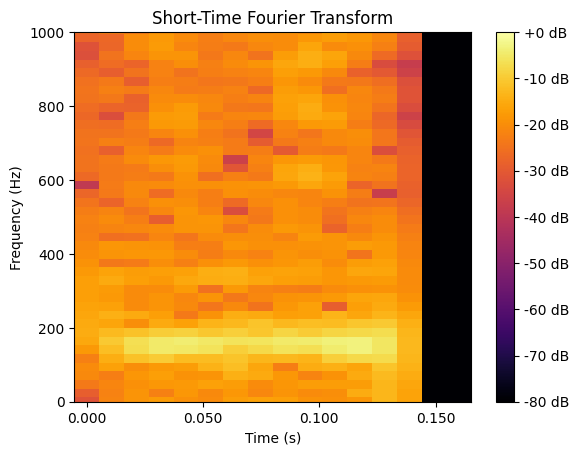 Short-Time Fourier Transform
1000
800
600
400
200
0
Frequency (Hz)
0.000
0.050
0.100
0.150
Time (s)
+0 dB
-10 dB
-20 dB
-30 dB
-40 dB
-50 dB
-60 dB
-70 dB
-80 dB